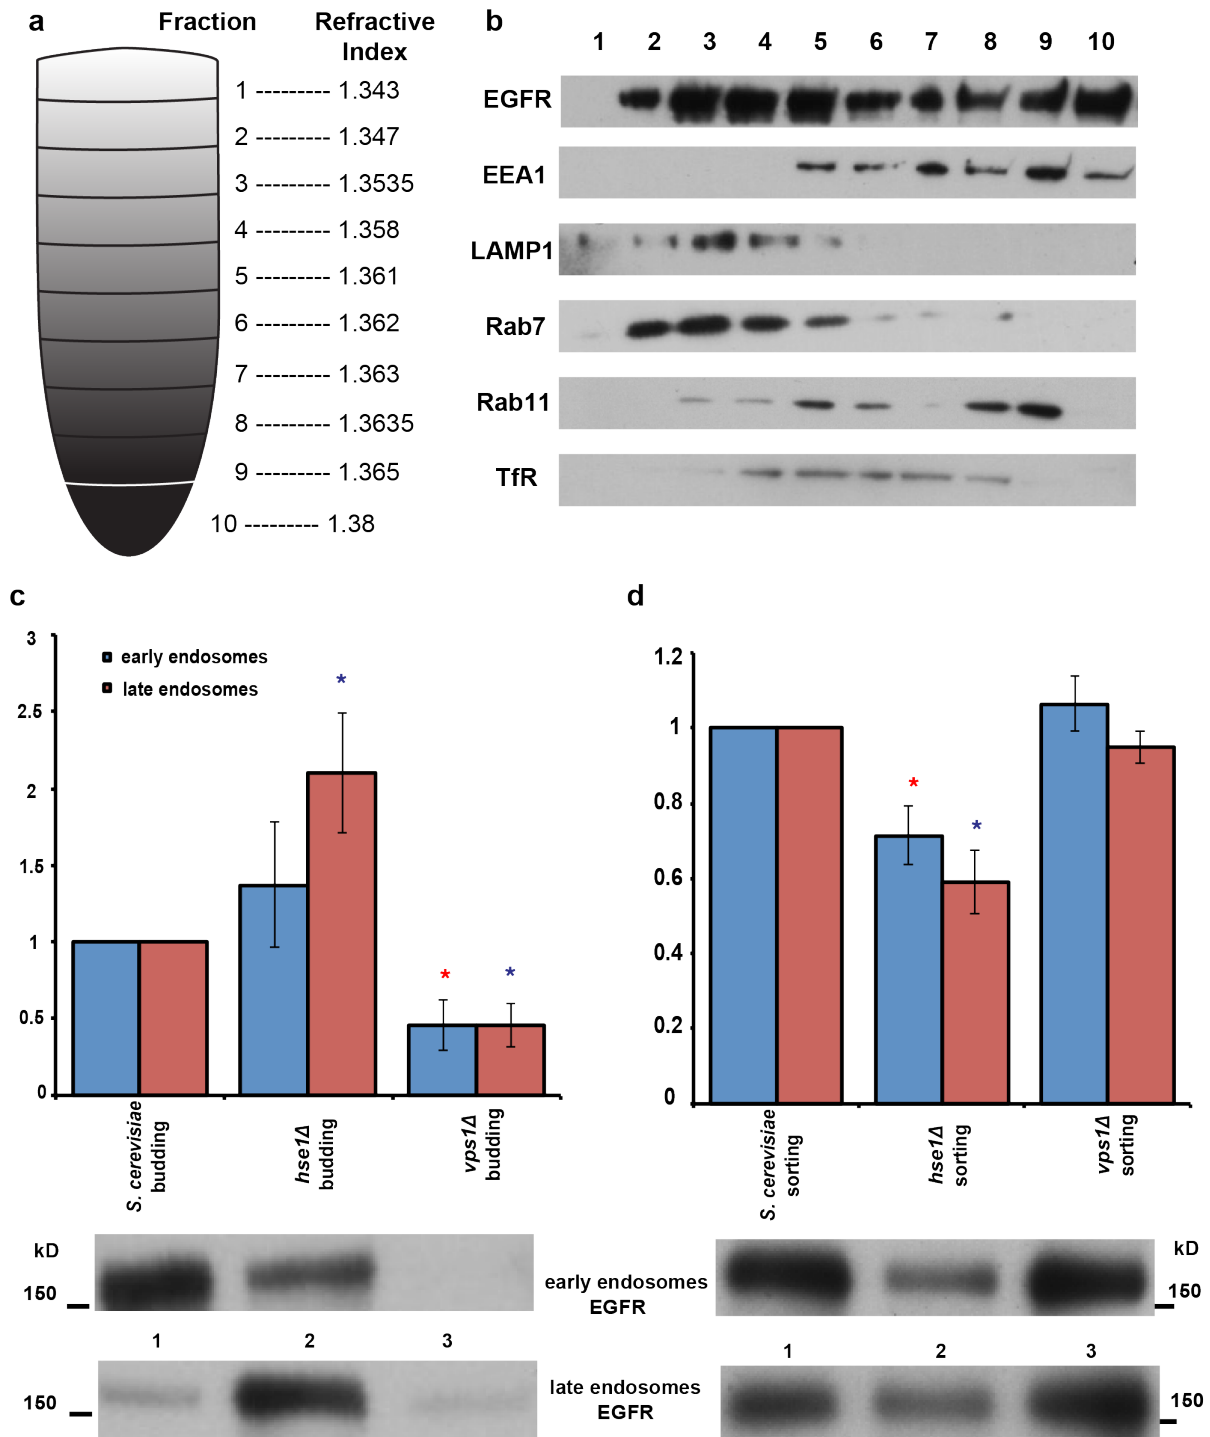 a
Fraction
Refractive
Index
1 --------- 1.343
2 --------- 1.347
3 --------- 1.3535
4 --------- 1.358
5 --------- 1.361
6 --------- 1.362
7 --------- 1.363
8 --------- 1.3635
9 --------- 1.365
10 --------- 1.38
b
1 2 3 4 5 6 7 8 9 10
EGFR
EEA1
LAMP1
Rab7
Rab11
TfR
c
3
2.5
2
1.5
1
0.5
0
early endosomes
late endosomes
*
* *
S. cerevisiae
budding
hse1Δ
budding
vps1Δ
budding
d
1.2
1
0.8
0.6
0.4
0.2
0
*
*
S. cerevisiae
sorting
hse1Δ
sorting
vps1Δ
sorting
kD
150
1 2 3
150
early endosomes
EGFR
late endosomes
EGFR
kD
150
1 2 3
150